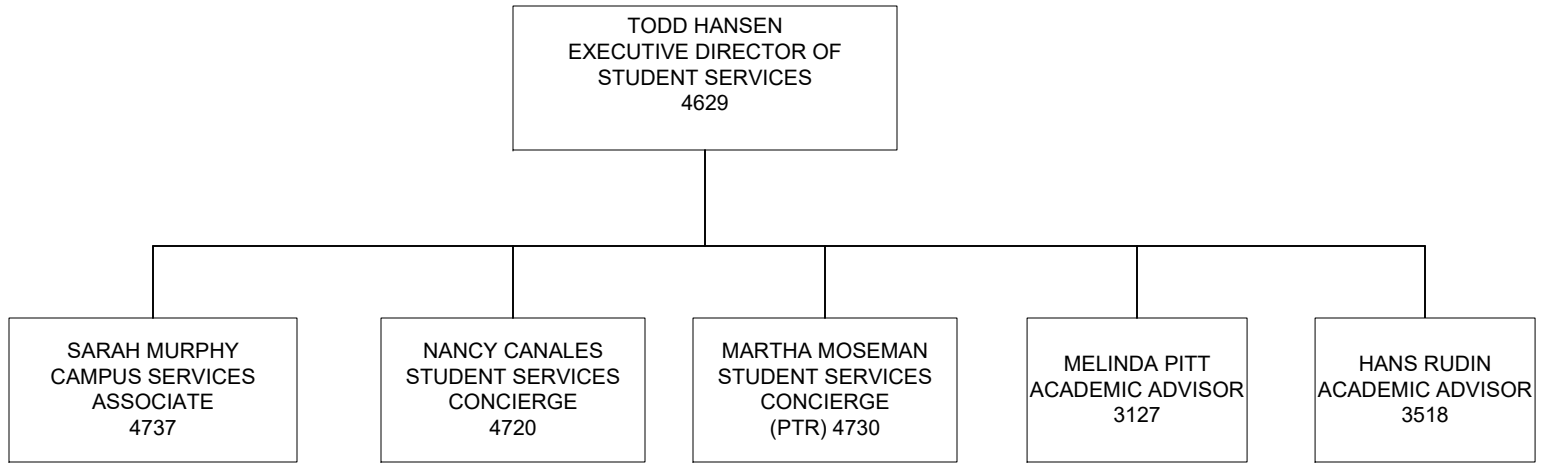 TODD HANSEN
EXECUTIVE DIRECTOR OF
STUDENT SERVICES
4629
SARAH MURPHY
CAMPUS SERVICES
ASSOCIATE
4737
NANCY CANALES
STUDENT SERVICES
CONCIERGE
4720
MARTHA MOSEMAN
STUDENT SERVICES
CONCIERGE
(PTR) 4730
MELINDA PITT
ACADEMIC ADVISOR
3127
HANS RUDIN
ACADEMIC ADVISOR
3518